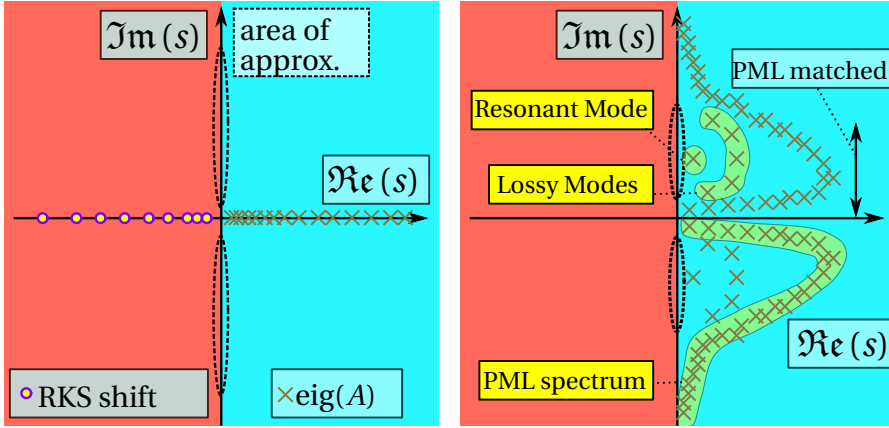 ℑm (s)
area of
approx.
ℜe (s)
RKS shift
eig(A)
ℑm (s)
PML matched
Resonant Mode
Lossy Modes
ℜe (s)
PML spectrum